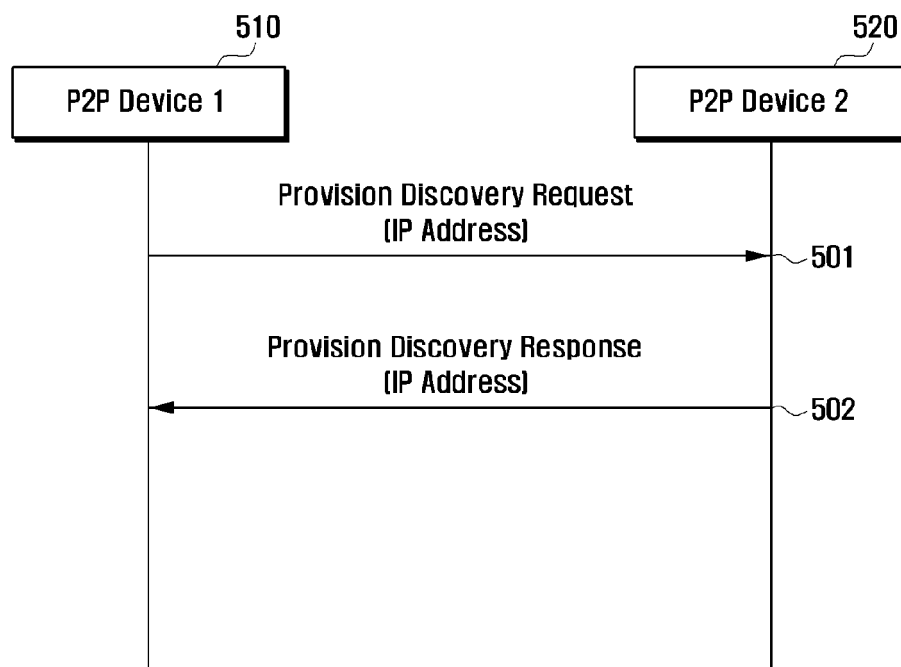 510
520
P2P Device 1
P2P Device 2
Provision Discovery Request
(IP Address)
501
Provision Discovery Response
(IP Address)
502